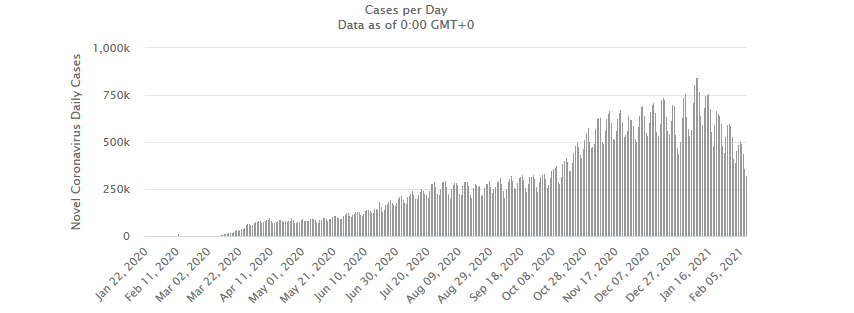 Cases per Day
Data as of 0:00 GMT+0
Novel Coronavirus Daily Cases
1,000k
750k
500k
250k
0
Jan 22, 2020
Feb 11, 2020
Mar 02, 2020
Mar 22, 2020
Apr 11, 2020
May 01, 2020
May 21, 2020
Jun 10, 2020
Jun 30, 2020
Jul 20, 2020
Aug 09, 2020
Aug 29, 2020
Sep 18, 2020
Oct 08, 2020
Oct 28, 2020
Nov 17, 2020
Dec 07, 2020
Dec 27, 2020
Jan 16, 2021
Feb 05, 2021